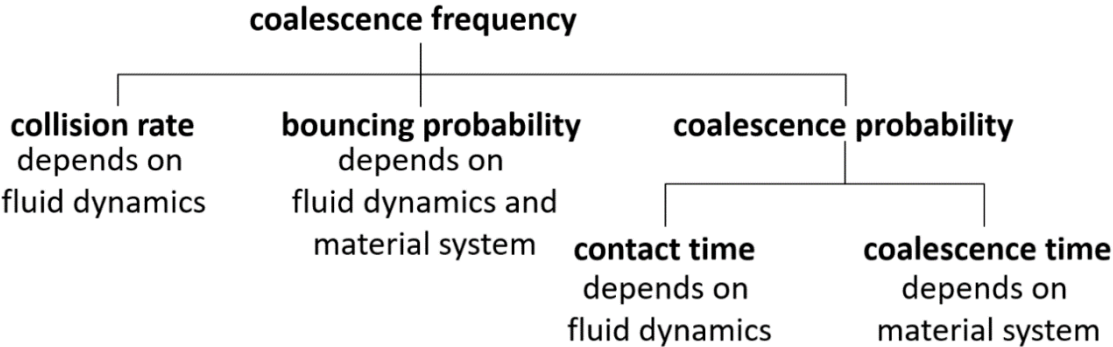 coalescence frequency
collision rate
depends on
fluid dynamics
bouncing probability
depends on
fluid dynamics and
material system
coalescence probability
contact time
depends on
fluid dynamics
coalescence time
depends on
material system